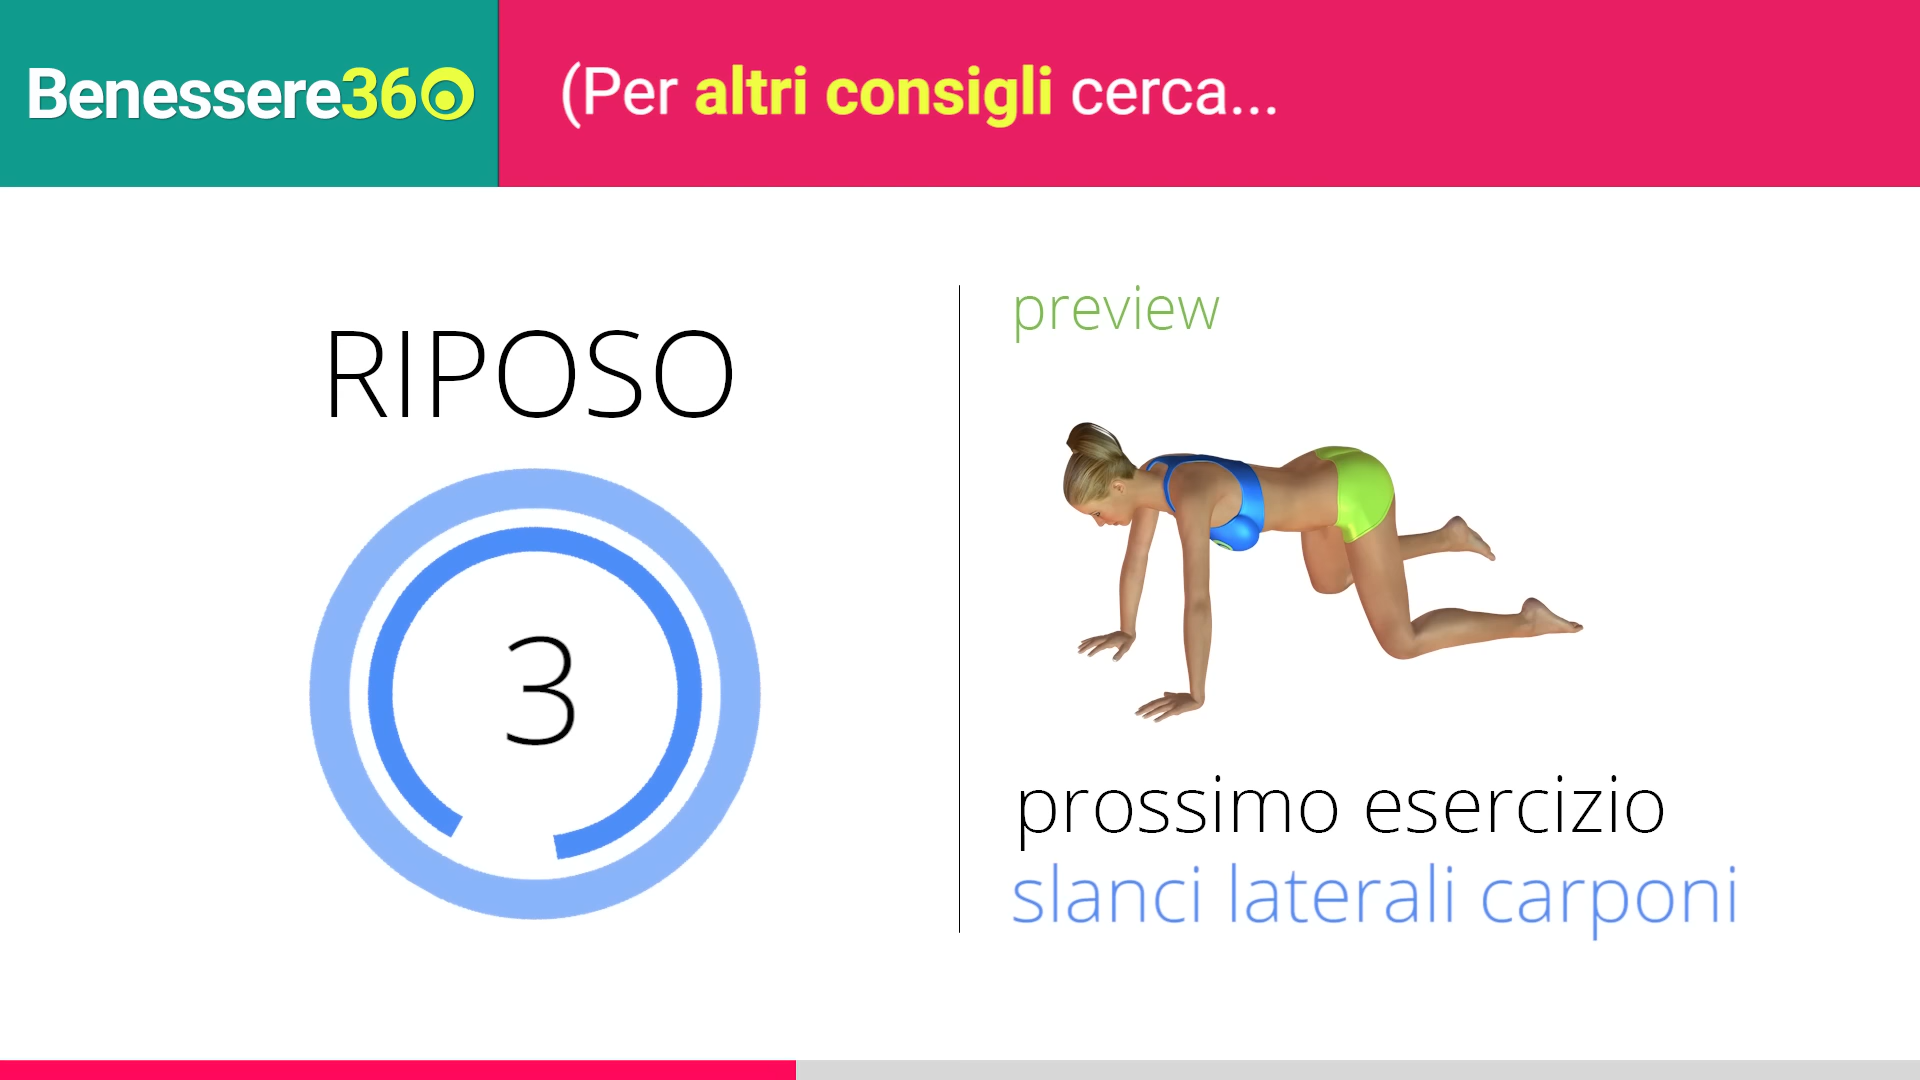 Benessere360
(Per altri consigli cerca...
RIPOSO
3
preview
prossimo esercizio
slanci laterali carponi